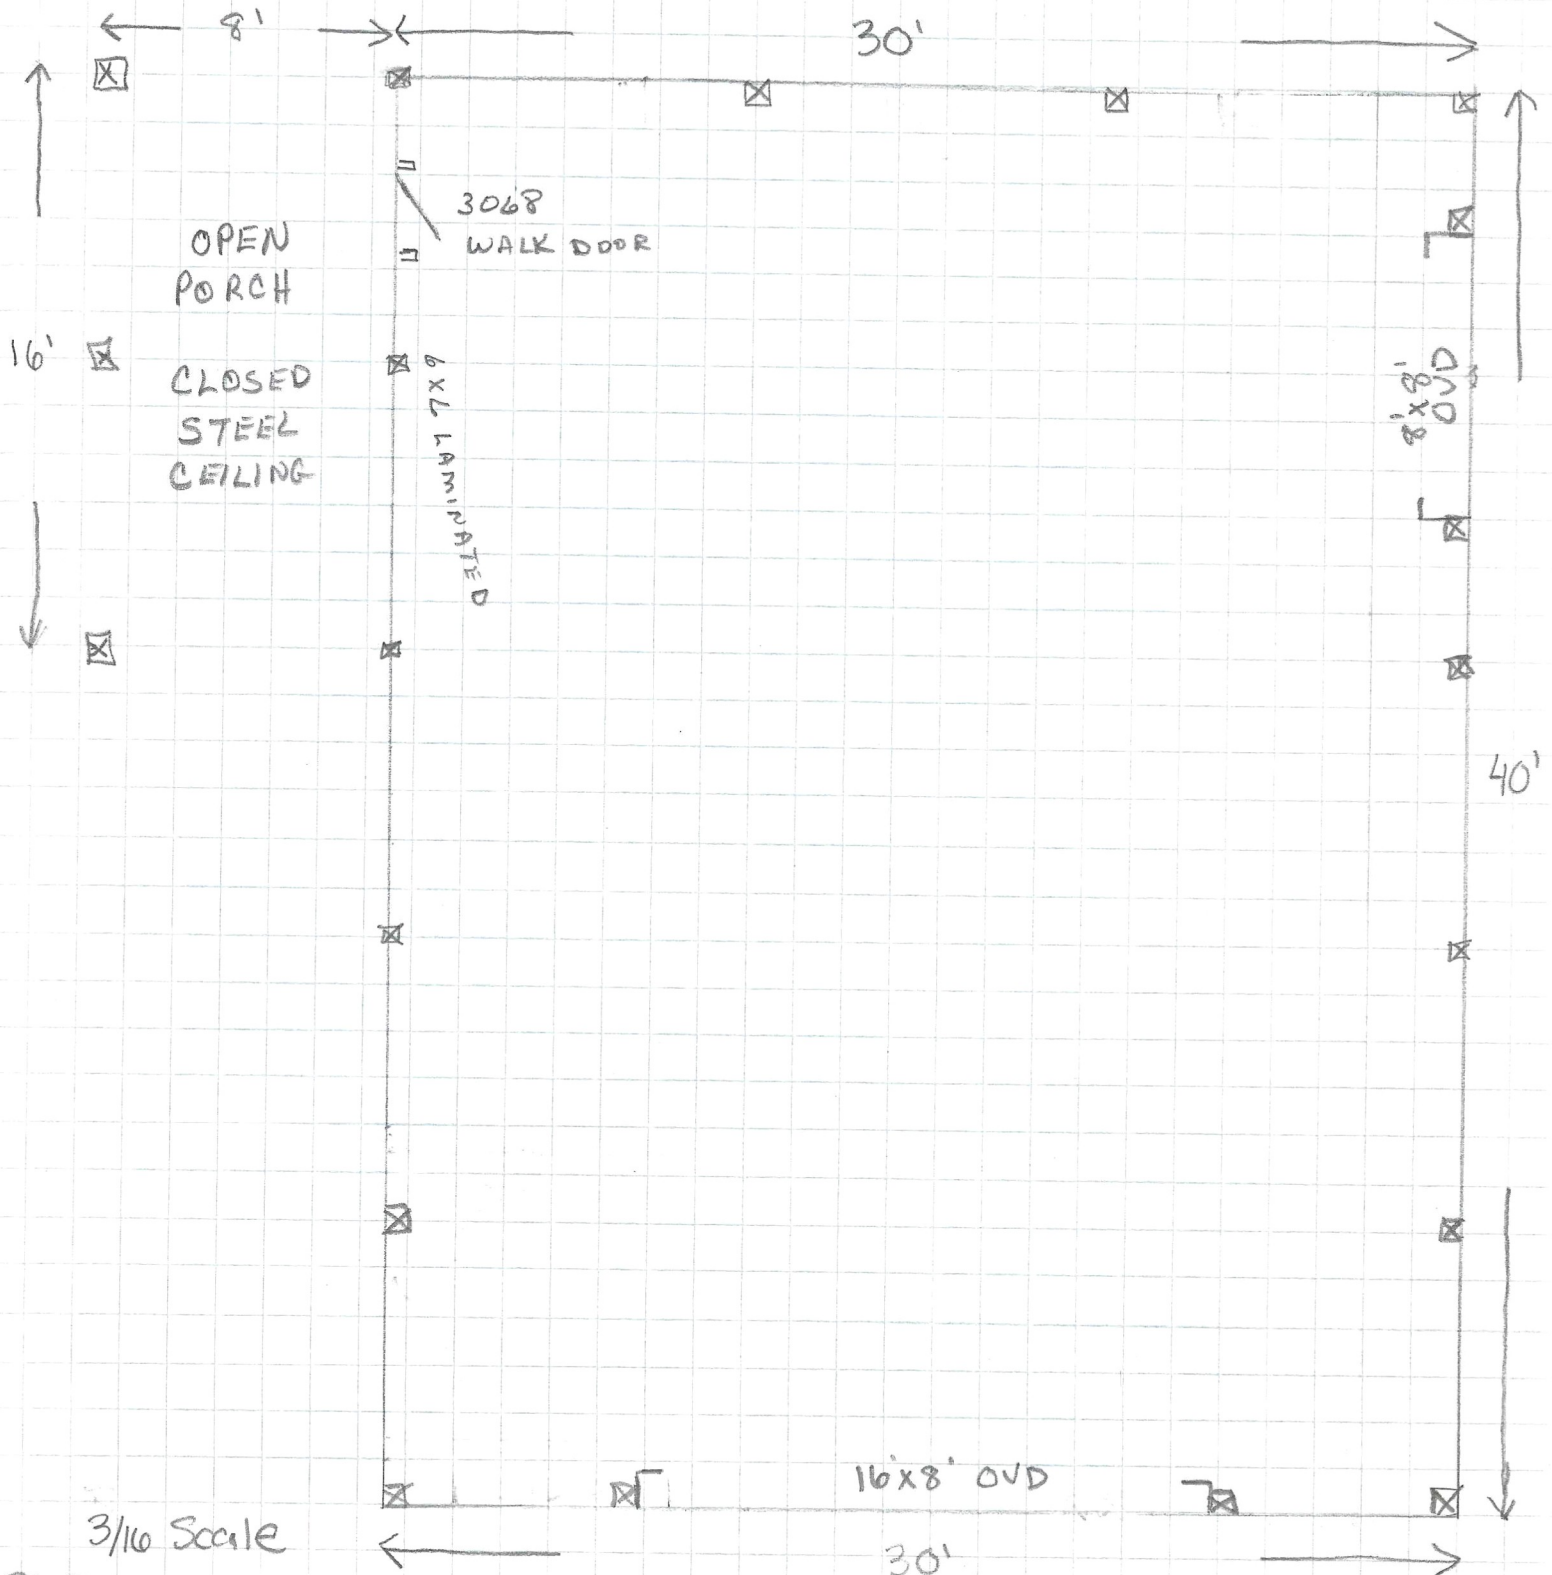 8'
30'
3068
WALK DOOR
OPEN
PORCH
16'
CLOSED
STEEL
CEILING
6X6 LAMINATED
8'x8'
OVD
40'
16'x8' OVD
3/16 Scale
30'